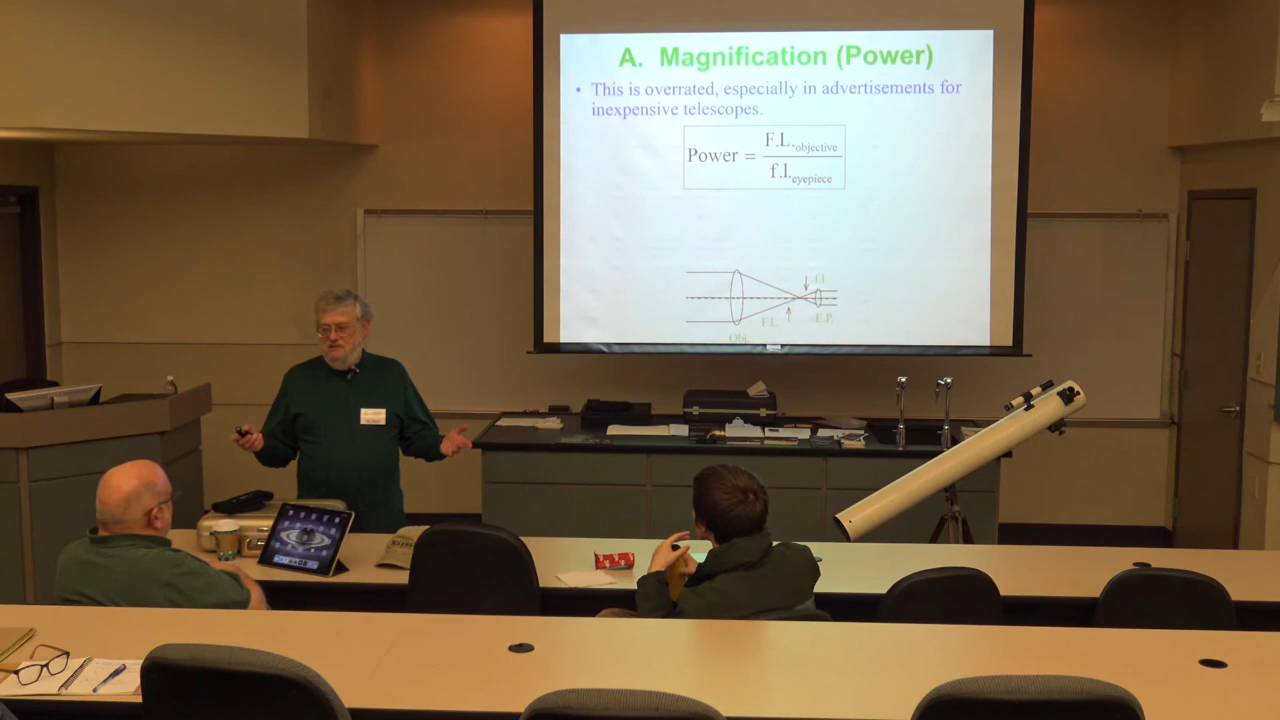 A. Magnification (Power)
• This is overrated, especially in advertisements for
inexpensive telescopes.
Power = F.L.objective
f.l.eyepiece
f.l.
F.L.
E.P.
Obj.